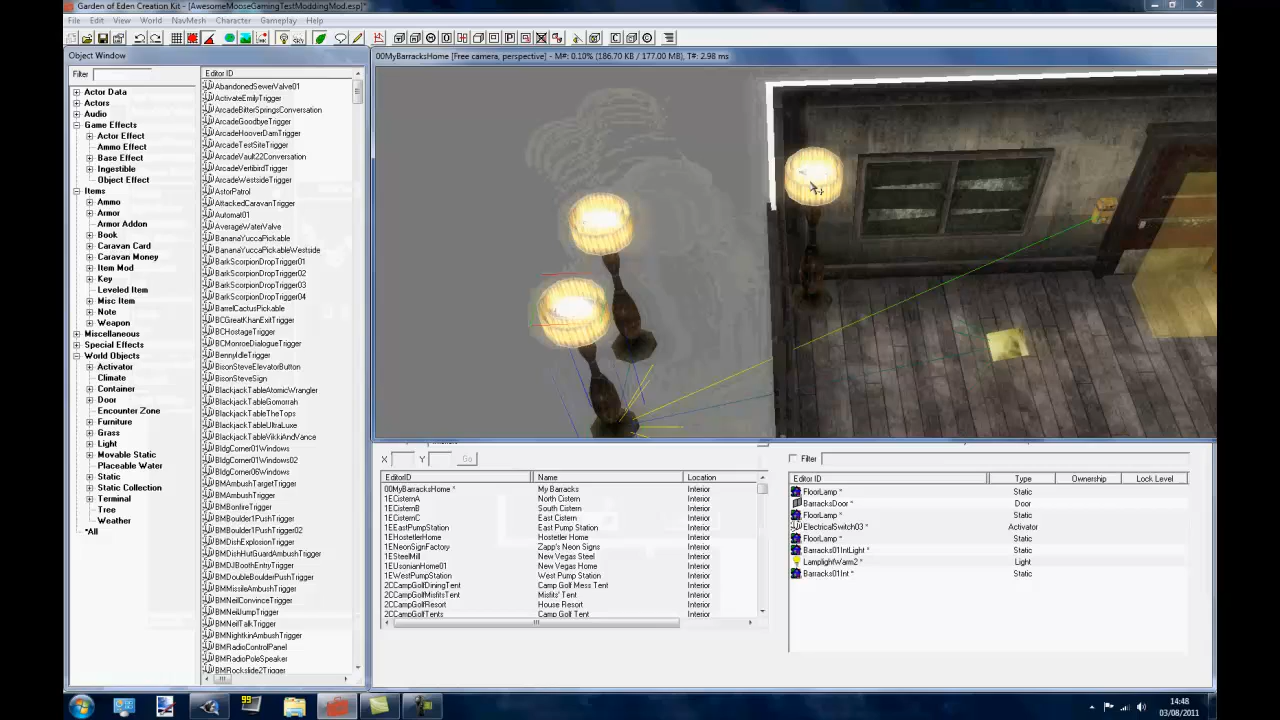 Garden of Eden Creation Kit - [AwesomeMooseGamingTestModdingMod.esp]*
File Edit View World NavMesh Character Gameplay Help
Object Window
Filter
Editor ID
Actor Data
Actors
Audio
Game Effects
Actor Effect
Ammo Effect
Base Effect
Ingestible
Object Effect
Items
Ammo
Armor
Armor Addon
Book
Caravan Card
Caravan Money
Item Mod
Key
Leveled Item
Misc Item
Note
Weapon
Miscellaneous
Special Effects
World Objects
Activator
Climate
Container
Door
Encounter Zone
Furniture
Grass
Light
Movable Static
Placeable Water
Static
Static Collection
Terminal
Tree
Weather
*All
AbandonedSewerValve01
ActivateEmilyTrigger
ArcadeBitterSpringsConversation
ArcadeGoodbyeTrigger
ArcadeHooverDamTrigger
ArcadeTestSiteTrigger
ArcadeVault22Conversation
ArcadeVertibirdTrigger
ArcadeWestsideTrigger
AstorPatrol
AttackedCaravanTrigger
Automat01
AverageWaterValve
BananaYuccaPickable
BananaYuccaPickableWestside
BarkScorpionDropTrigger01
BarkScorpionDropTrigger02
BarkScorpionDropTrigger03
BarkScorpionDropTrigger04
BarrelCactusPickable
BCGreatKhanExitTrigger
BCHostageTrigger
BCMonroeDialogueTrigger
BennyIdleTrigger
BisonSteveElevatorButton
BisonSteveSign
BlackjackTableAtomicWrangler
BlackjackTableGomorrah
BlackjackTableTheTops
BlackjackTableUltraLuxe
BlackjackTableVikkiAndVance
BldgCorner01Windows
BldgCorner01Windows02
BldgCorner06Windows
BMAmbushTargetTrigger
BMAmbushTrigger
BMBonfireTrigger
BMBoulder1PushTrigger
BMBoulder1PushTrigger02
BMDishExplosionTrigger
BMDishHutGuardAmbushTrigger
BMDJBoothEntryTrigger
BMDoubleBoulderPushTrigger
BMMissileAmbushTrigger
BMNeilConvinceTrigger
BMNeilJumpTrigger
BMNeilTalkTrigger
BMNightkinAmbushTrigger
BMRadioControlPanel
BMRadioPoleSpeaker
BMRockslide2Trigger
00MyBarracksHome [Free camera, perspective] - M#: 0.10% (186.70 KB / 177.00 MB), T#: 2.98 ms
X Y Go
EditorID Name Location
00MyBarracksHome * My Barracks Interior
1ECisternA North Cistern Interior
1ECisternB South Cistern Interior
1ECisternC East Cistern Interior
1EEastPumpStation East Pump Station Interior
1EHostetlerHome Hostetler Home Interior
1ENeonSignFactory Zapp's Neon Signs Interior
1ESteelMill New Vegas Steel Interior
1EUsonianHome01 New Vegas Home Interior
1EWestPumpStation West Pump Station Interior
2CCampGolfDiningTent Camp Golf Mess Tent Interior
2CCampGolfMisfitsTent Misfits' Tent Interior
2CCampGolfResort House Resort Interior
2CCampGolfTents Camp Golf Tent Interior
Filter
Editor ID Type Ownership Lock Level
FloorLamp * Static
BarracksDoor * Door
FloorLamp * Static
ElectricalSwitch03 * Activator
FloorLamp * Static
Barracks01IntLight * Static
LamplightWarm2 * Light
Barracks01Int * Static
99
14:48
03/08/2011